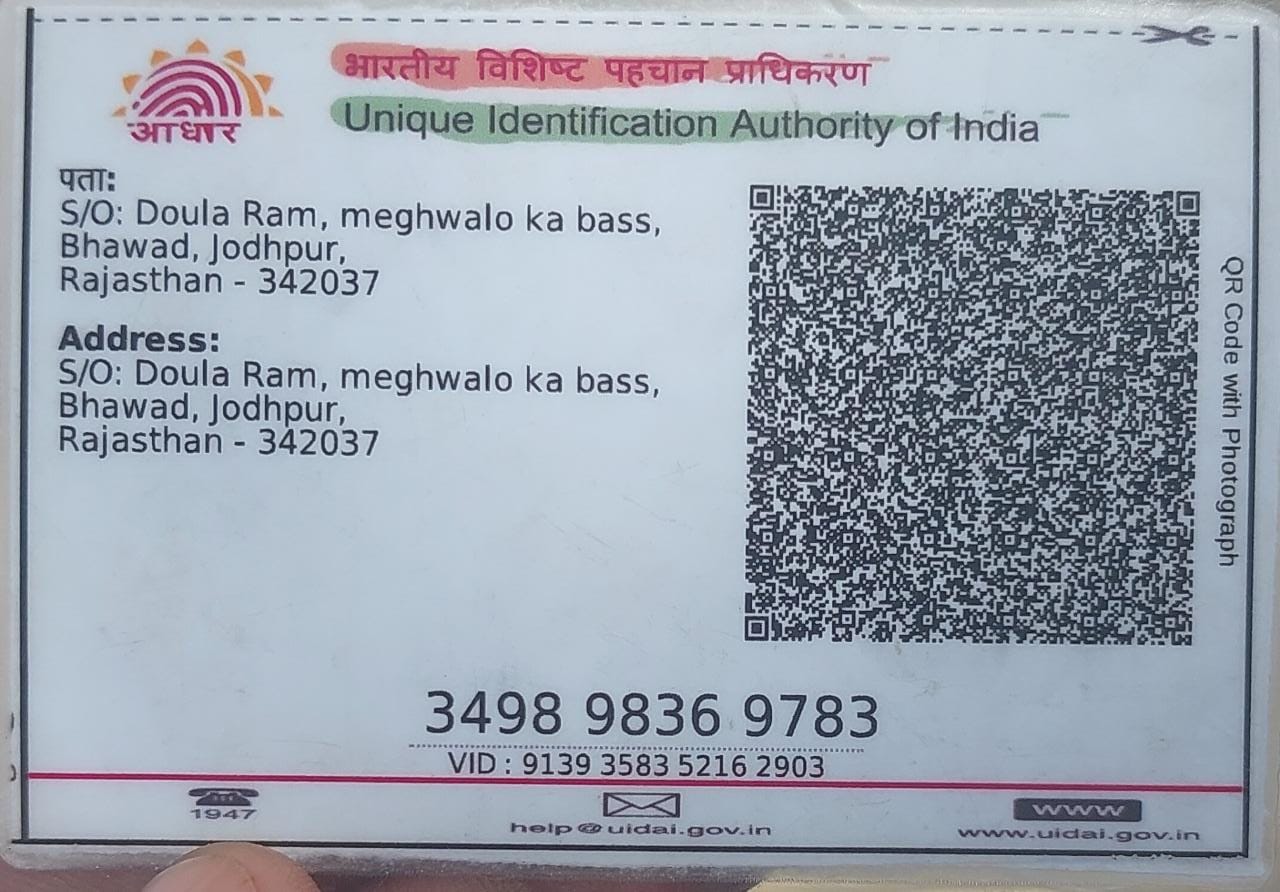 आधार
भारतीय विशिष्ट पहचान प्राधिकरण
Unique Identification Authority of India
पता:
S/O: Doula Ram, meghwalo ka bass,
Bhawad, Jodhpur,
Rajasthan - 342037
Address:
S/O: Doula Ram, meghwalo ka bass,
Bhawad, Jodhpur,
Rajasthan - 342037
QR Code with Photograph
3498 9836 9783
VID : 9139 3583 5216 2903
1947
help@uidai.gov.in
www
www.uidai.gov.in